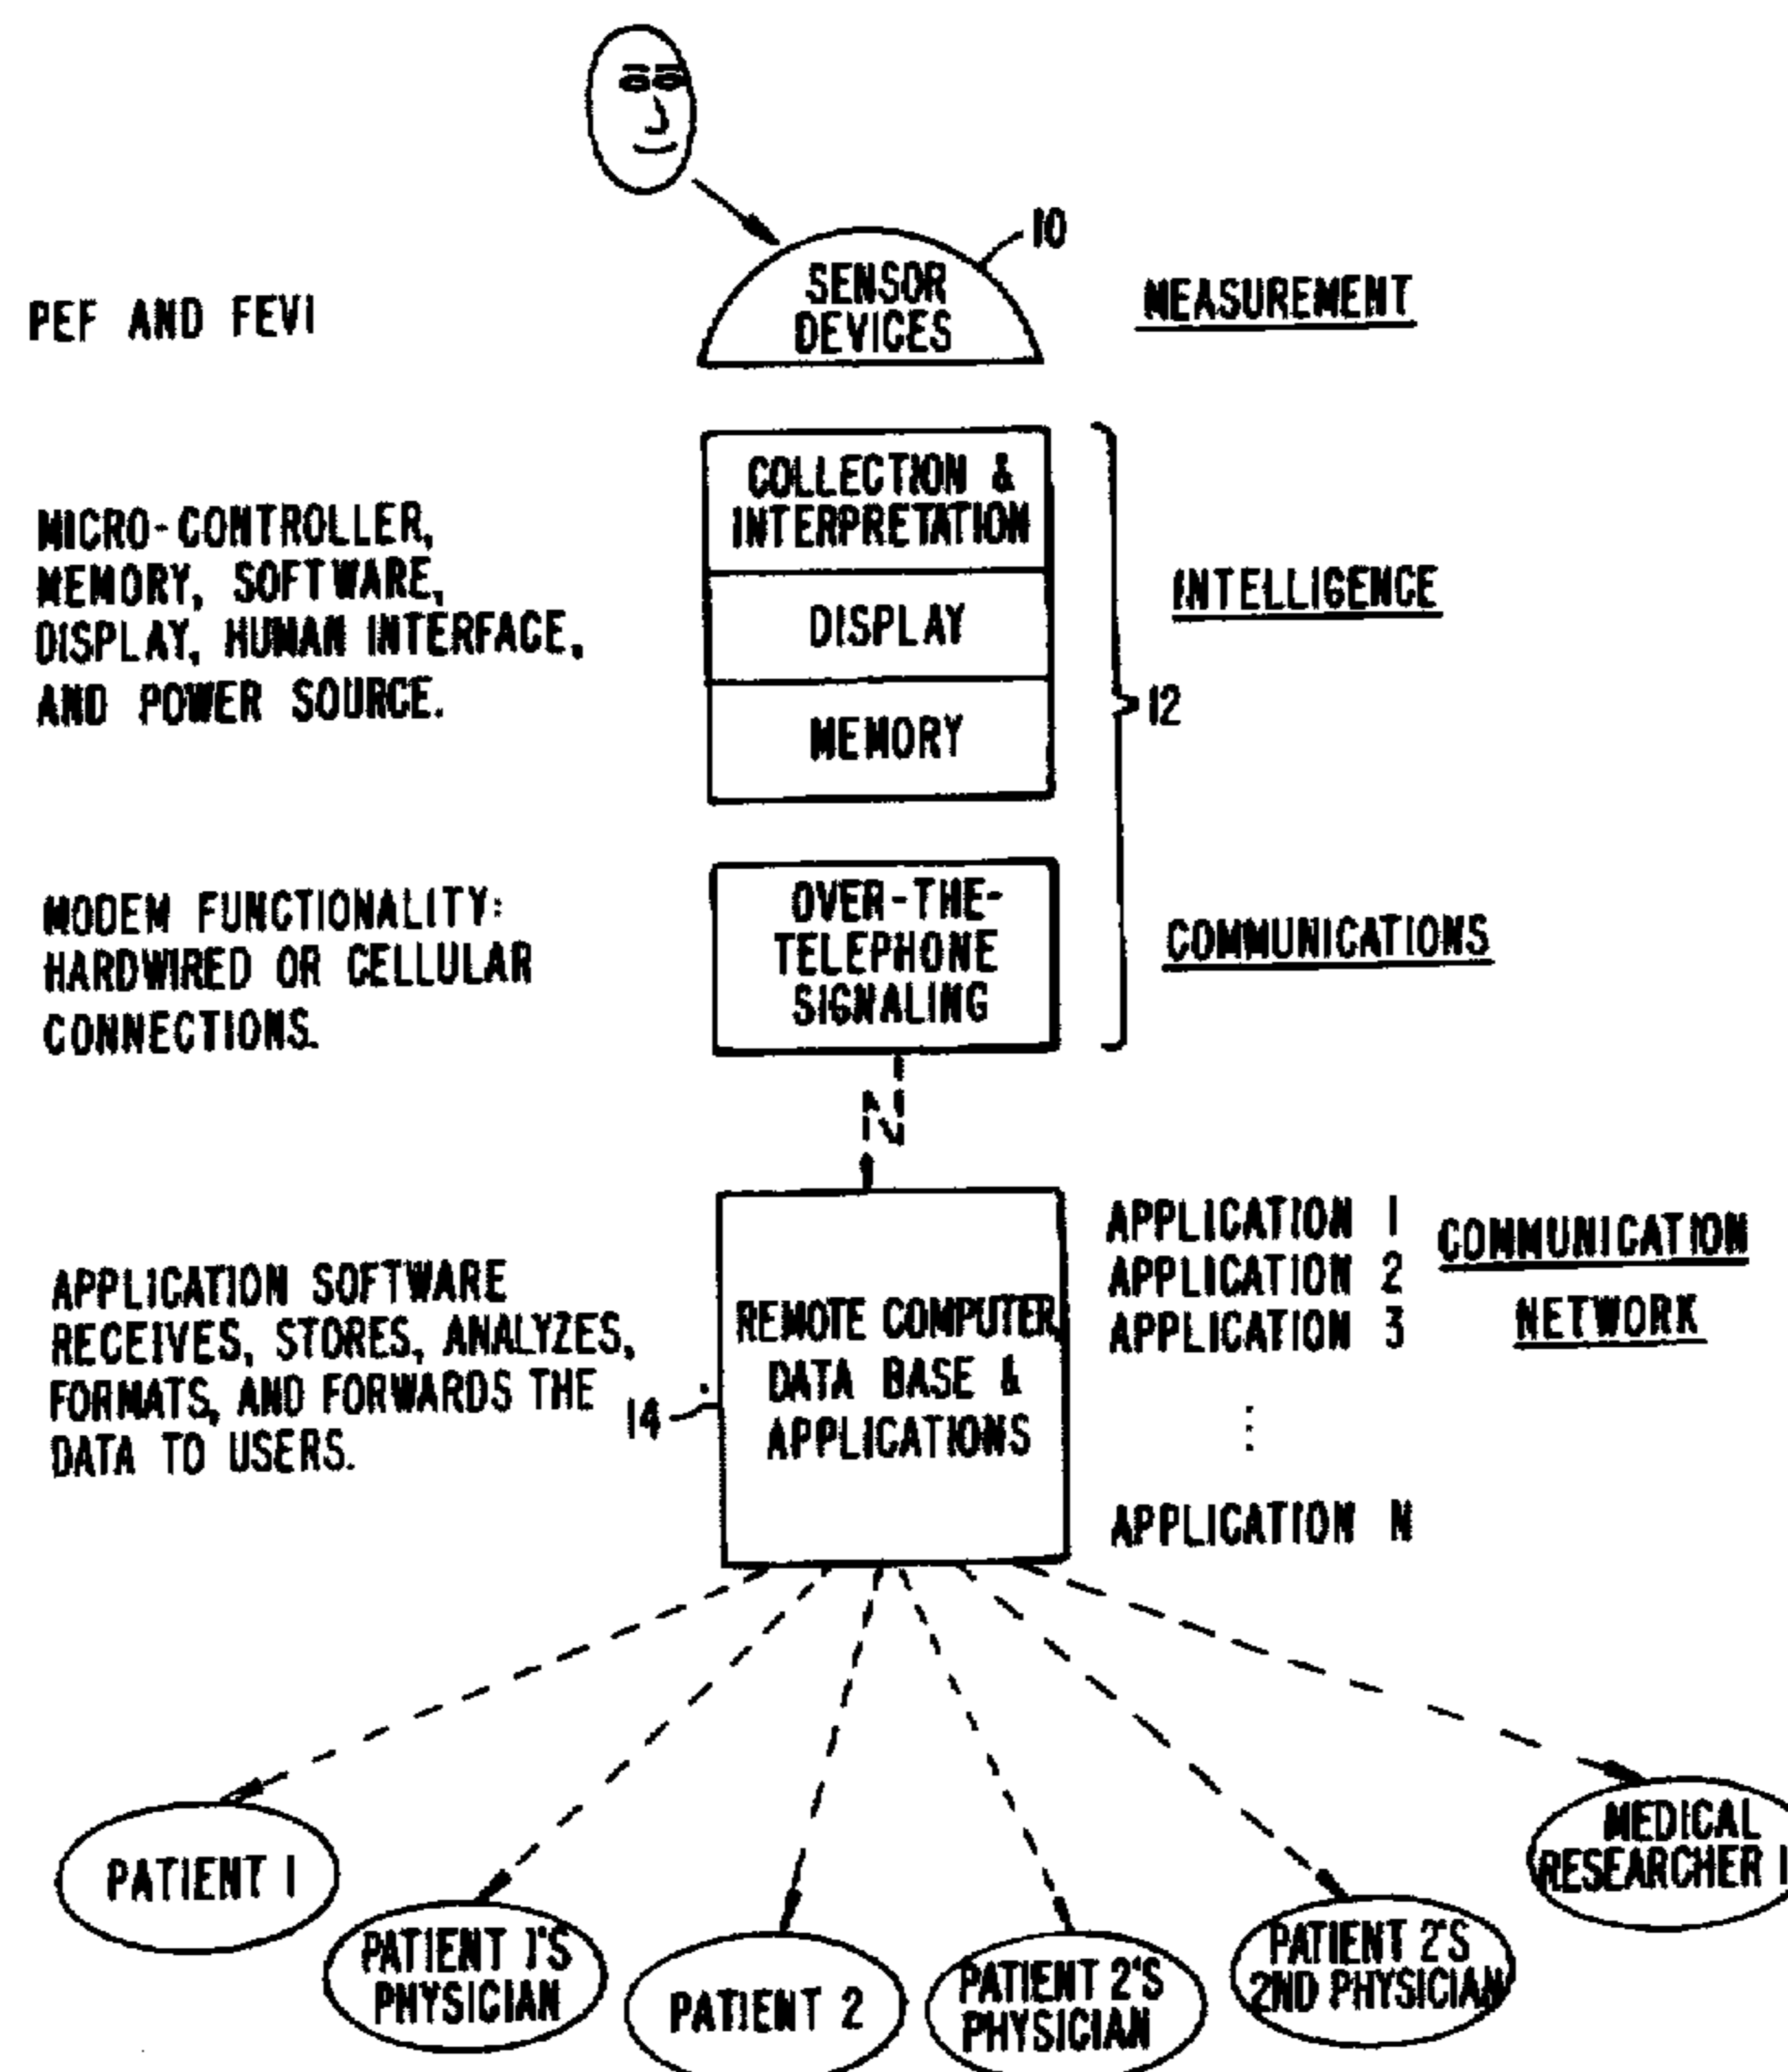 10
PEF AND FEV1
SENSOR
DEVICES
MEASUREMENT
MICRO-CONTROLLER,
MEMORY, SOFTWARE,
DISPLAY, HUMAN INTERFACE,
AND POWER SOURCE.
COLLECTION &
INTERPRETATION
DISPLAY
MEMORY
INTELLIGENCE
12
MODEM FUNCTIONALITY:
HARDWIRED OR CELLULAR
CONNECTIONS.
OVER-THE-
TELEPHONE
SIGNALING
COMMUNICATIONS
APPLICATION SOFTWARE
RECEIVES, STORES, ANALYZES,
FORMATS, AND FORWARDS THE
DATA TO USERS.
14
REMOTE COMPUTER,
DATA BASE &
APPLICATIONS
APPLICATION 1
APPLICATION 2
APPLICATION 3
⋮
APPLICATION N
COMMUNICATION
NETWORK
PATIENT 1
PATIENT 1'S
PHYSICIAN
PATIENT 2
PATIENT 2'S
PHYSICIAN
PATIENT 2'S
2ND PHYSICIAN
MEDICAL
RESEARCHER 1